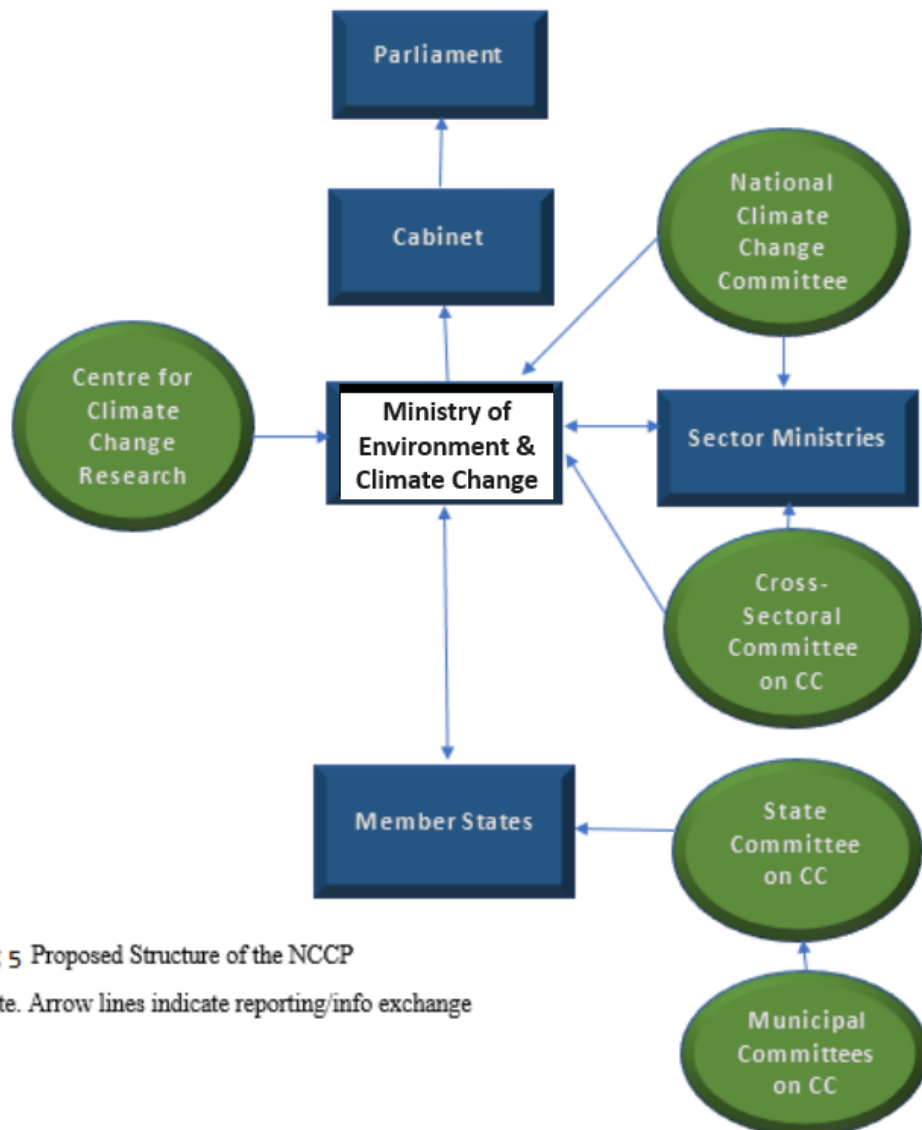 Parliament
National
Climate
Change
Committee
Cabinet
Centre for
Climate
Change
Research
Ministry of
Environment &
Climate Change
Sector Ministries
Cross-
Sectoral
Committee
on CC
Member States
State
Committee
on CC
5 Proposed Structure of the NCCP
te. Arrow lines indicate reporting/info exchange
Municipal
Committees
on CC